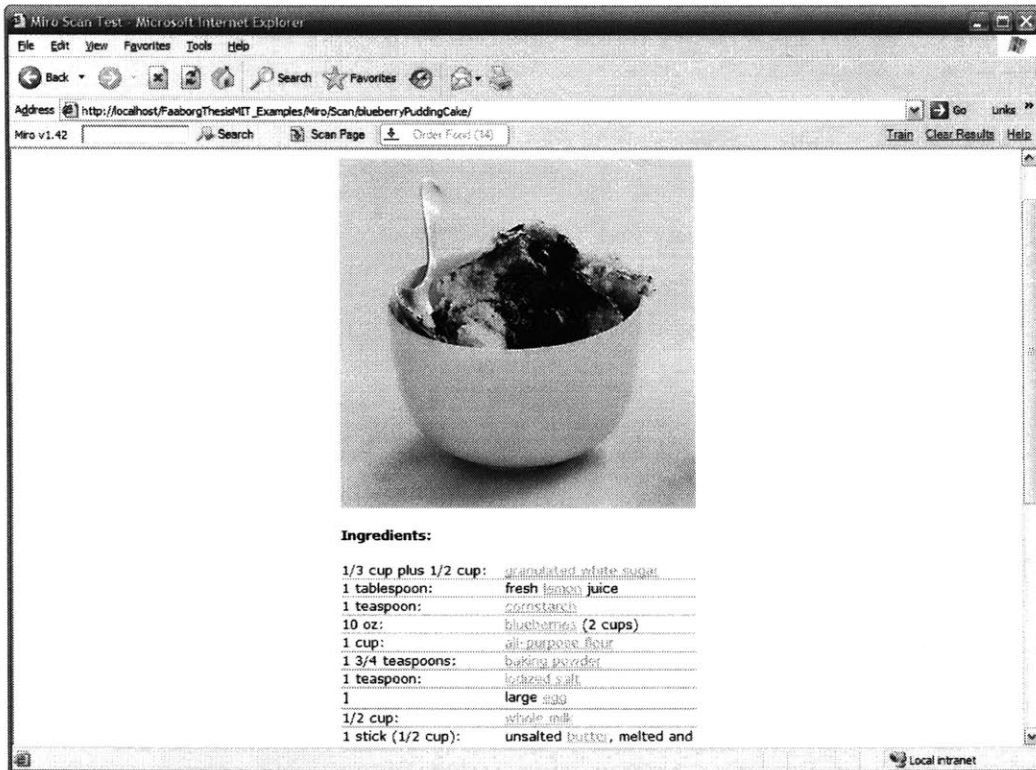 Miro Scan Test - Microsoft Internet Explorer
File Edit View Favorites Tools Help
Back Search Favorites
Address http://localhost/FaaborgThesisMIT_Examples/Miro/Scan/blueberryPuddingCake/ Go Links »
Miro v1.42 Search Scan Page Order Food (14) Train Clear Results Help
Ingredients:
1/3 cup plus 1/2 cup: granulated white sugar
1 tablespoon: fresh lemon juice
1 teaspoon: cornstarch
10 oz: blueberries (2 cups)
1 cup: all-purpose flour
1 3/4 teaspoons: baking powder
1 teaspoon: iodized salt
1 large egg
1/2 cup: whole milk
1 stick (1/2 cup): unsalted butter, melted and
Local intranet